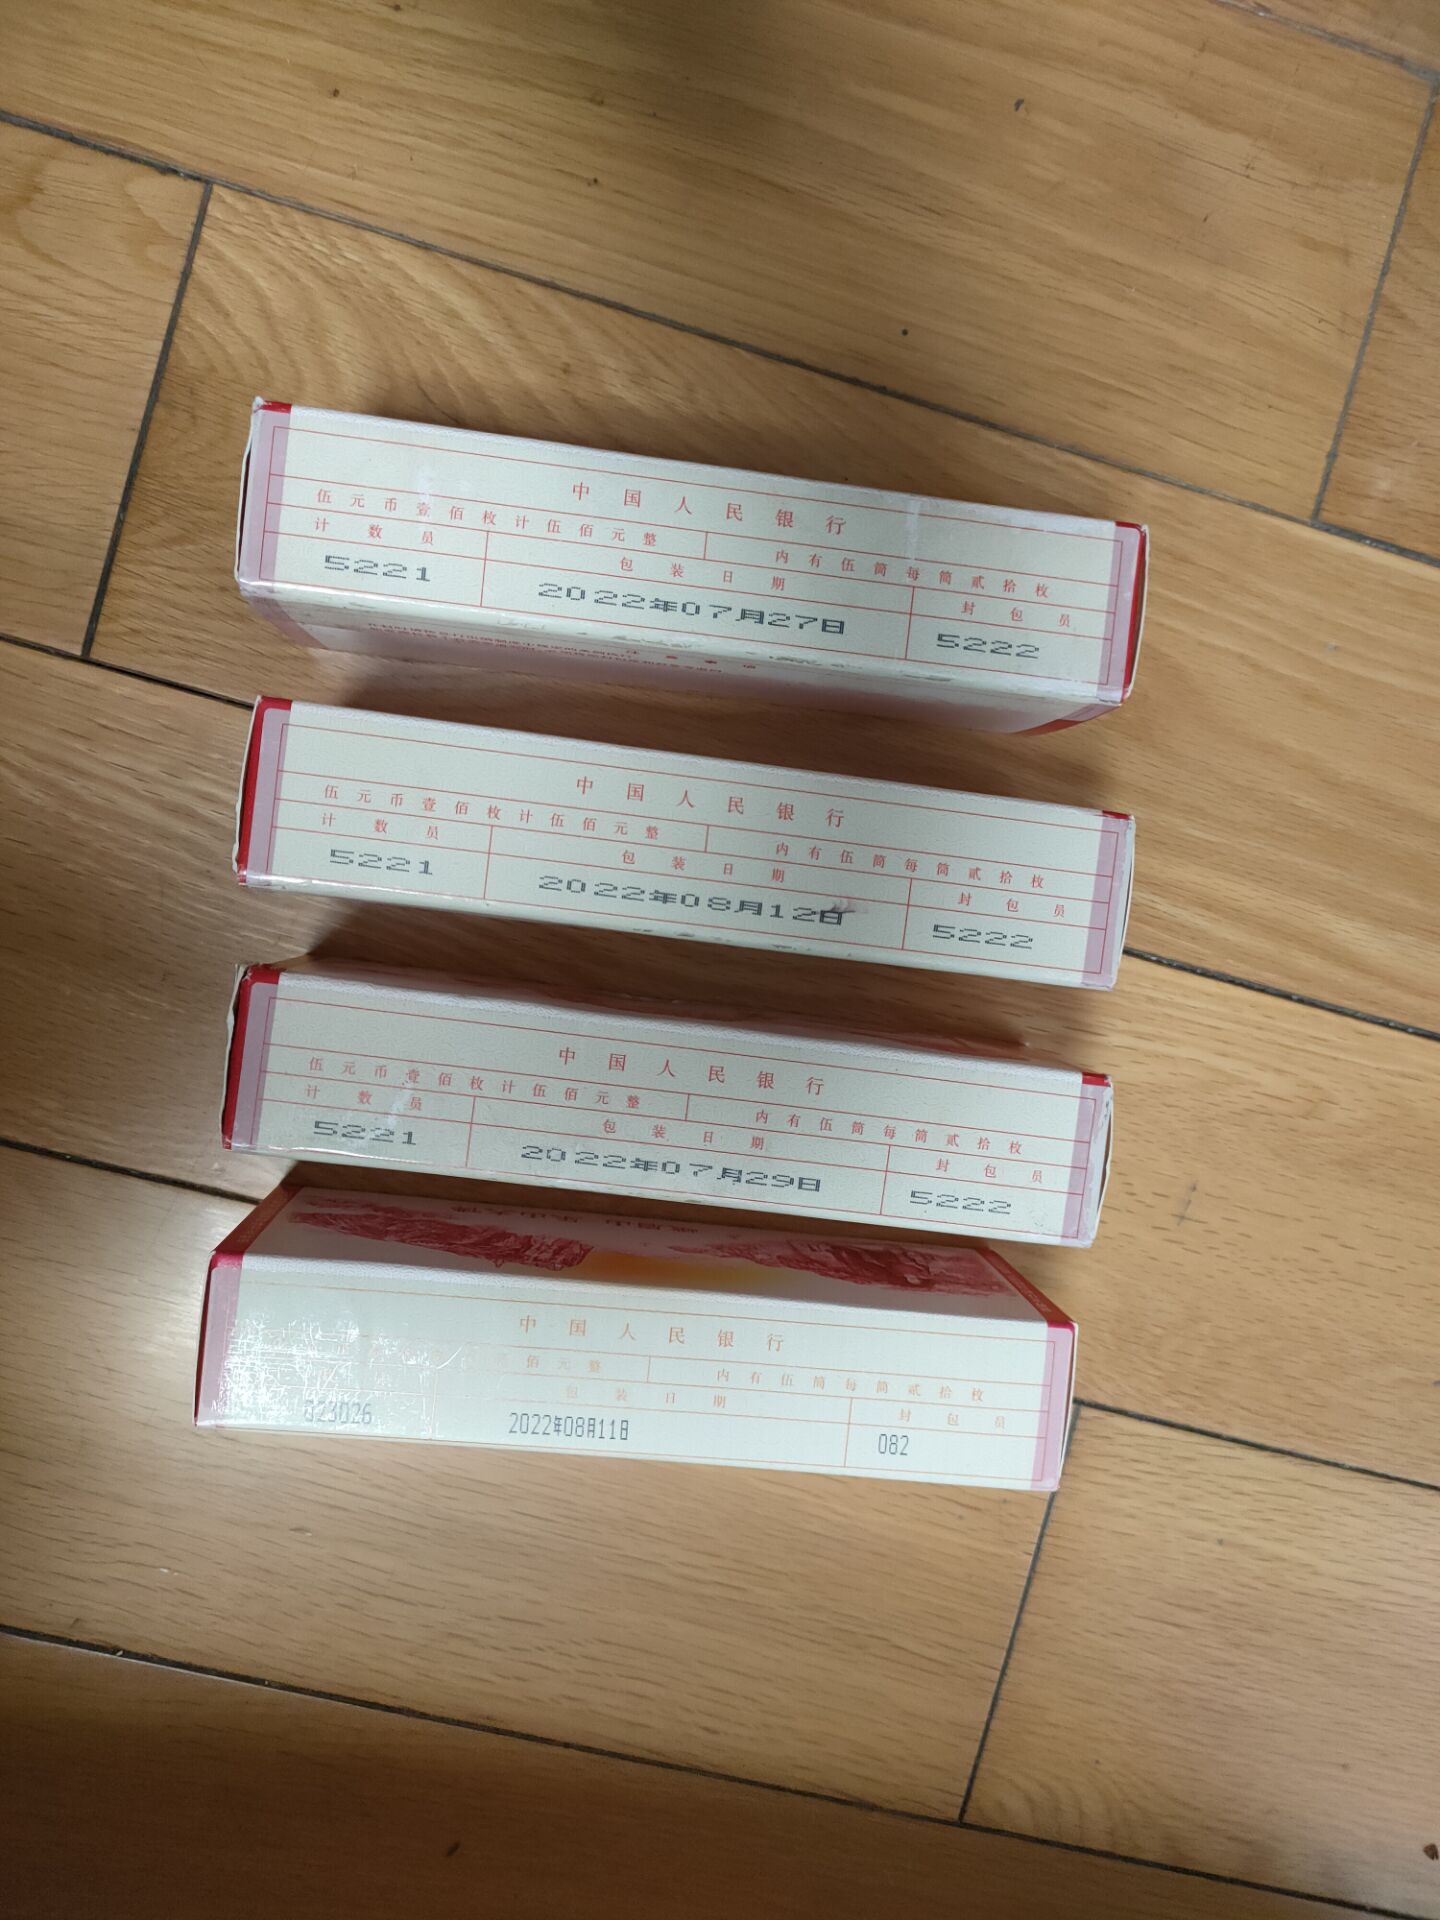 中国人民银行
伍元币壹佰枚计伍佰元整 内有伍筒每筒贰拾枚
计数员 包装日期 封包员
5221 2022年07月27日 5222
中国人民银行
伍元币壹佰枚计伍佰元整 内有伍筒每筒贰拾枚
计数员 包装日期 封包员
5221 2022年08月12日 5222
中国人民银行
伍元币壹佰枚计伍佰元整 内有伍筒每筒贰拾枚
计数员 包装日期 封包员
5221 2022年07月29日 5222
峨眉山-乐山大佛
中国人民银行
佰元整 内有伍筒每筒贰拾枚
包装日期 封包员
023026 2022年08月11日 082